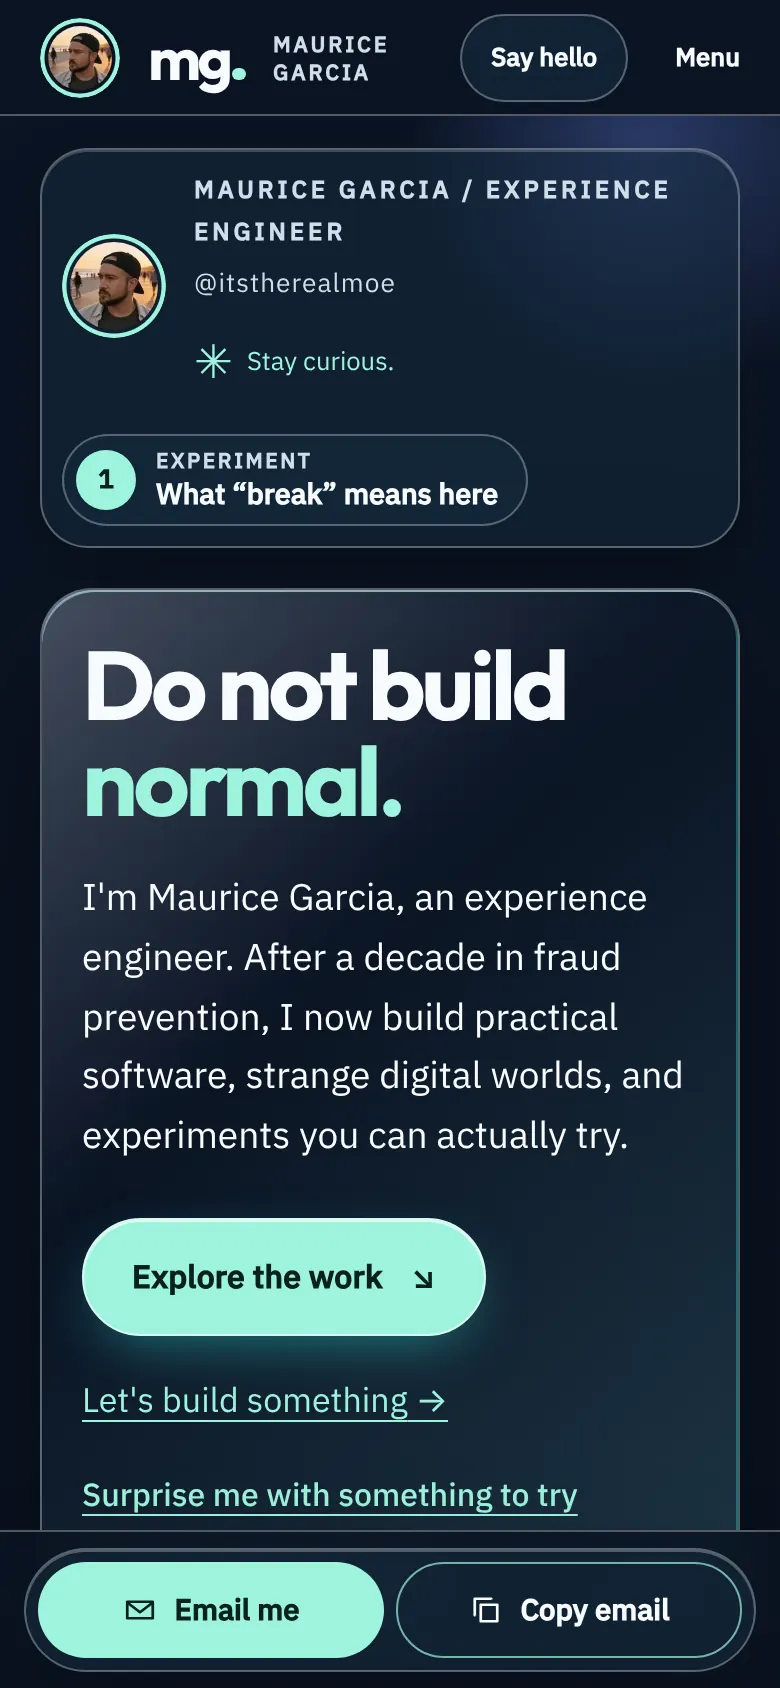 mg.
MAURICE
GARCIA
Say hello
Menu
MAURICE GARCIA / EXPERIENCE
ENGINEER
@itstherealmoe
Stay curious.
1
EXPERIMENT
What “break” means here
Do not build
normal.
I'm Maurice Garcia, an experience
engineer. After a decade in fraud
prevention, I now build practical
software, strange digital worlds, and
experiments you can actually try.
Explore the work ↘
Let's build something →
Surprise me with something to try
Email me
Copy email